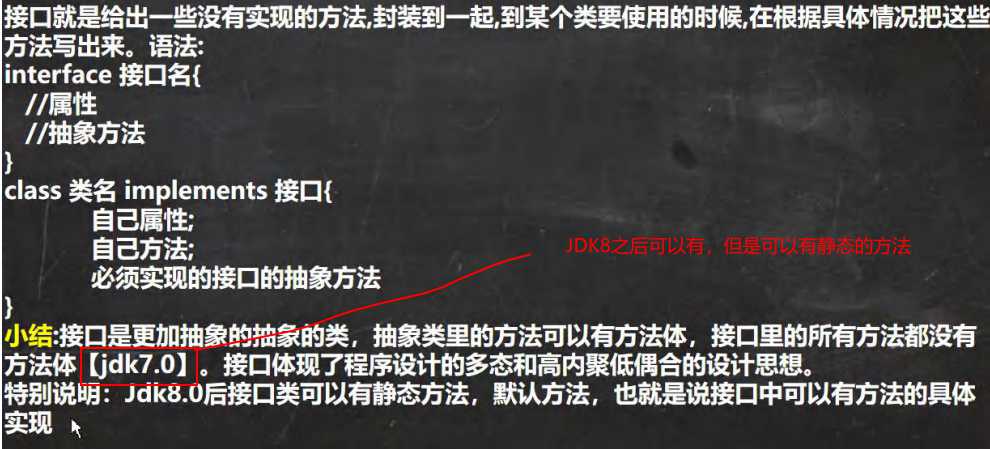 接口就是给出一些没有实现的方法,封装到一起,到某个类要使用的时候,在根据具体情况把这些
方法写出来。语法:
interface 接口名{
//属性
//抽象方法
}
class 类名 implements 接口{
自己属性;
自己方法;
必须实现的接口的抽象方法
}
JDK8之后可以有，但是可以有静态的方法
小结:接口是更加抽象的抽象的类，抽象类里的方法可以有方法体，接口里的所有方法都没有
方法体【jdk7.0】。接口体现了程序设计的多态和高内聚低偶合的设计思想。
特别说明：Jdk8.0后接口类可以有静态方法，默认方法，也就是说接口中可以有方法的具体
实现